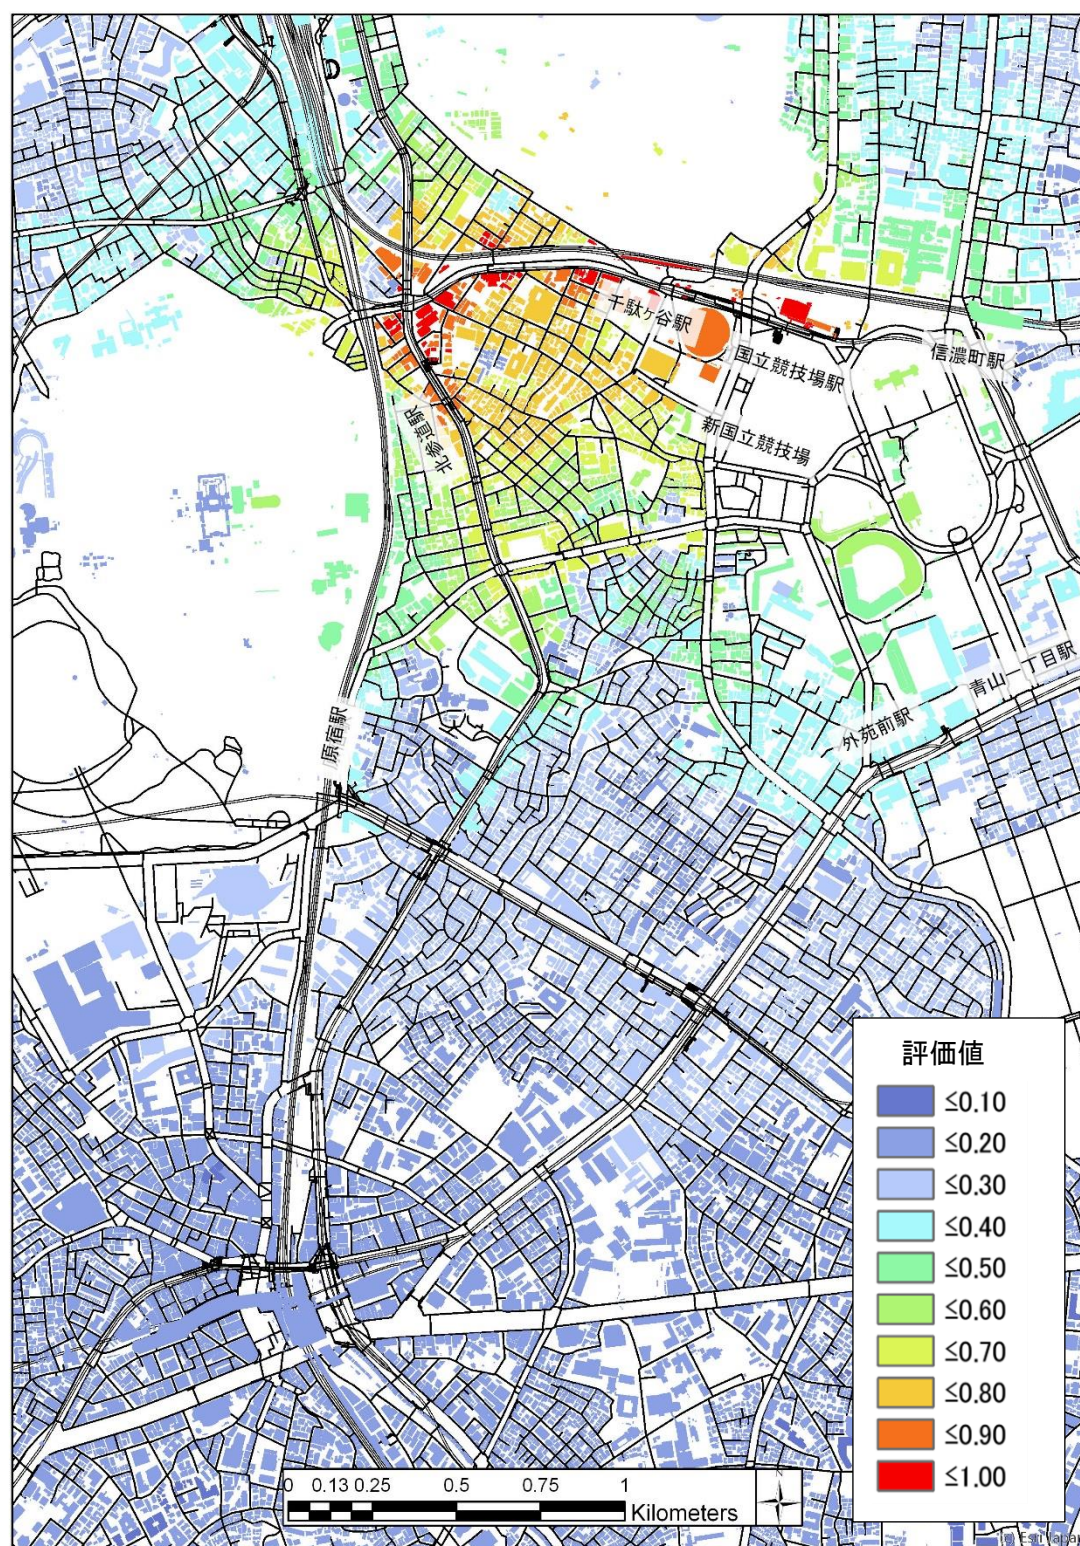 千駄ヶ谷駅
国立競技場駅
信濃町駅
北参道駅
新国立競技場
青山一丁目駅
外苑前駅
原宿駅
評価値
≤0.10
≤0.20
≤0.30
≤0.40
≤0.50
≤0.60
≤0.70
≤0.80
≤0.90
≤1.00
0 0.13 0.25 0.5 0.75 1
Kilometers
N
(c) Esri Japan